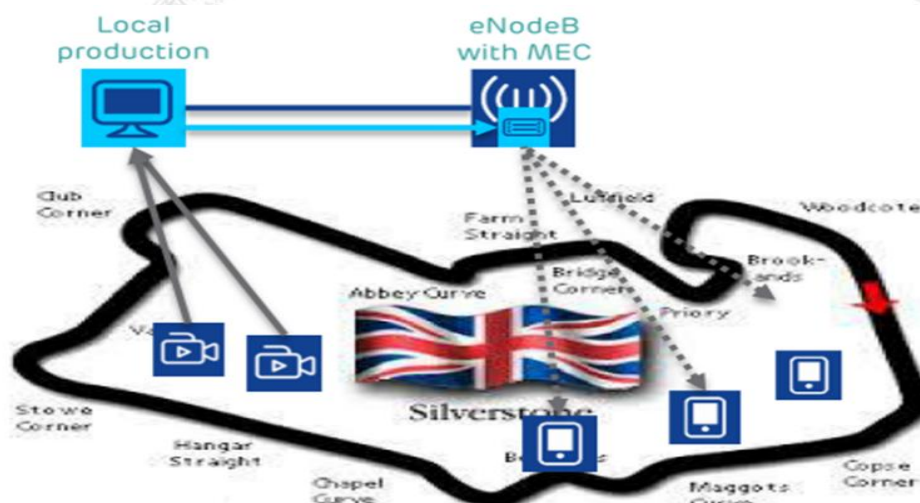 Local
production
eNodeB
with MEC
Club
Corner
Farm
Straight
Luffield
Woodcote
Bridge
Corner
Brook-
lands
Abbey Curve
Priory
Silverstone
Stowe
Corner
Hangar
Straight
Chapel
Curve
Maggots
Copse
Corner